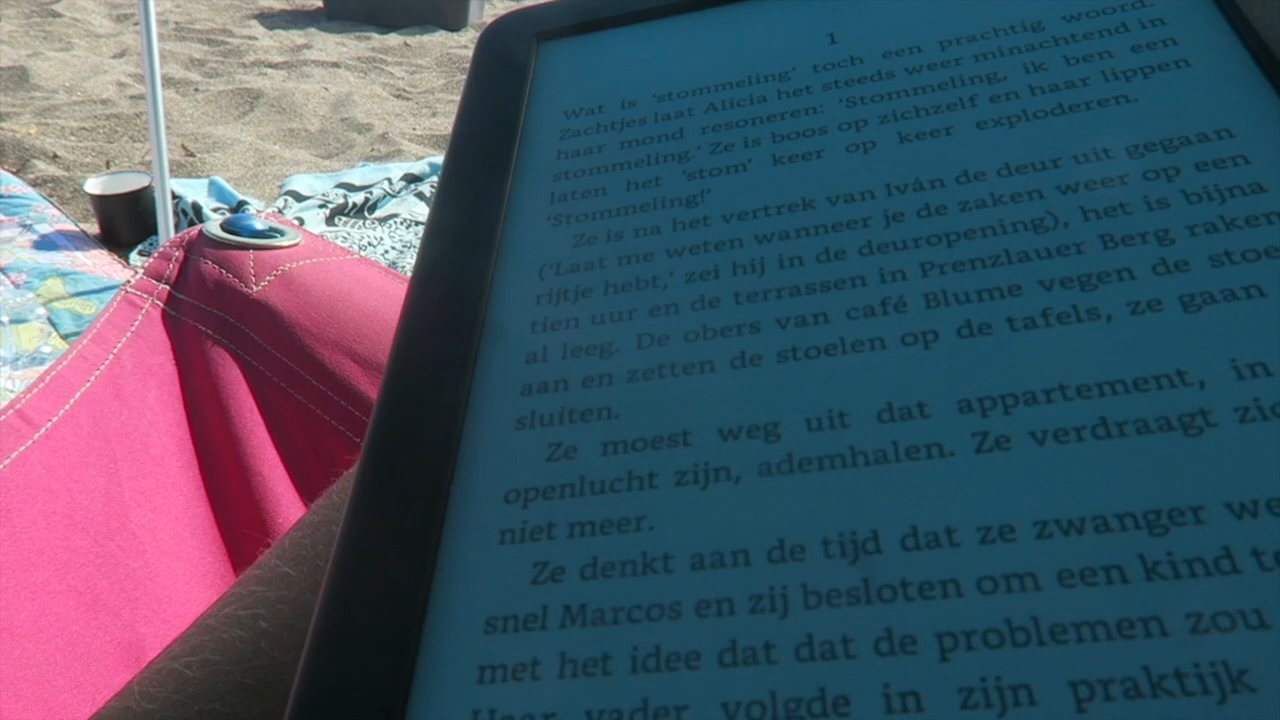 1
Wat is ‘stommeling’ toch een prachtig woord.
Zachtjes laat Alicia het steeds weer minachtend in
haar mond resoneren: ‘Stommeling, ik ben een
stommeling.’ Ze is boos op zichzelf en haar lippen
laten het ‘stom’ keer op keer exploderen.
‘Stommeling!’
Ze is na het vertrek van Iván de deur uit gegaan
(‘Laat me weten wanneer je de zaken weer op een
rijtje hebt,’ zei hij in de deuropening), het is bijna
tien uur en de terrassen in Prenzlauer Berg raken
al leeg. De obers van café Blume vegen de stoe
aan en zetten de stoelen op de tafels, ze gaan
sluiten.
Ze moest weg uit dat appartement, in
openlucht zijn, ademhalen. Ze verdraagt zic
niet meer.
Ze denkt aan de tijd dat ze zwanger we
snel Marcos en zij besloten om een kind te
met het idee dat dat de problemen zou
Haar vader volgde in zijn praktijk